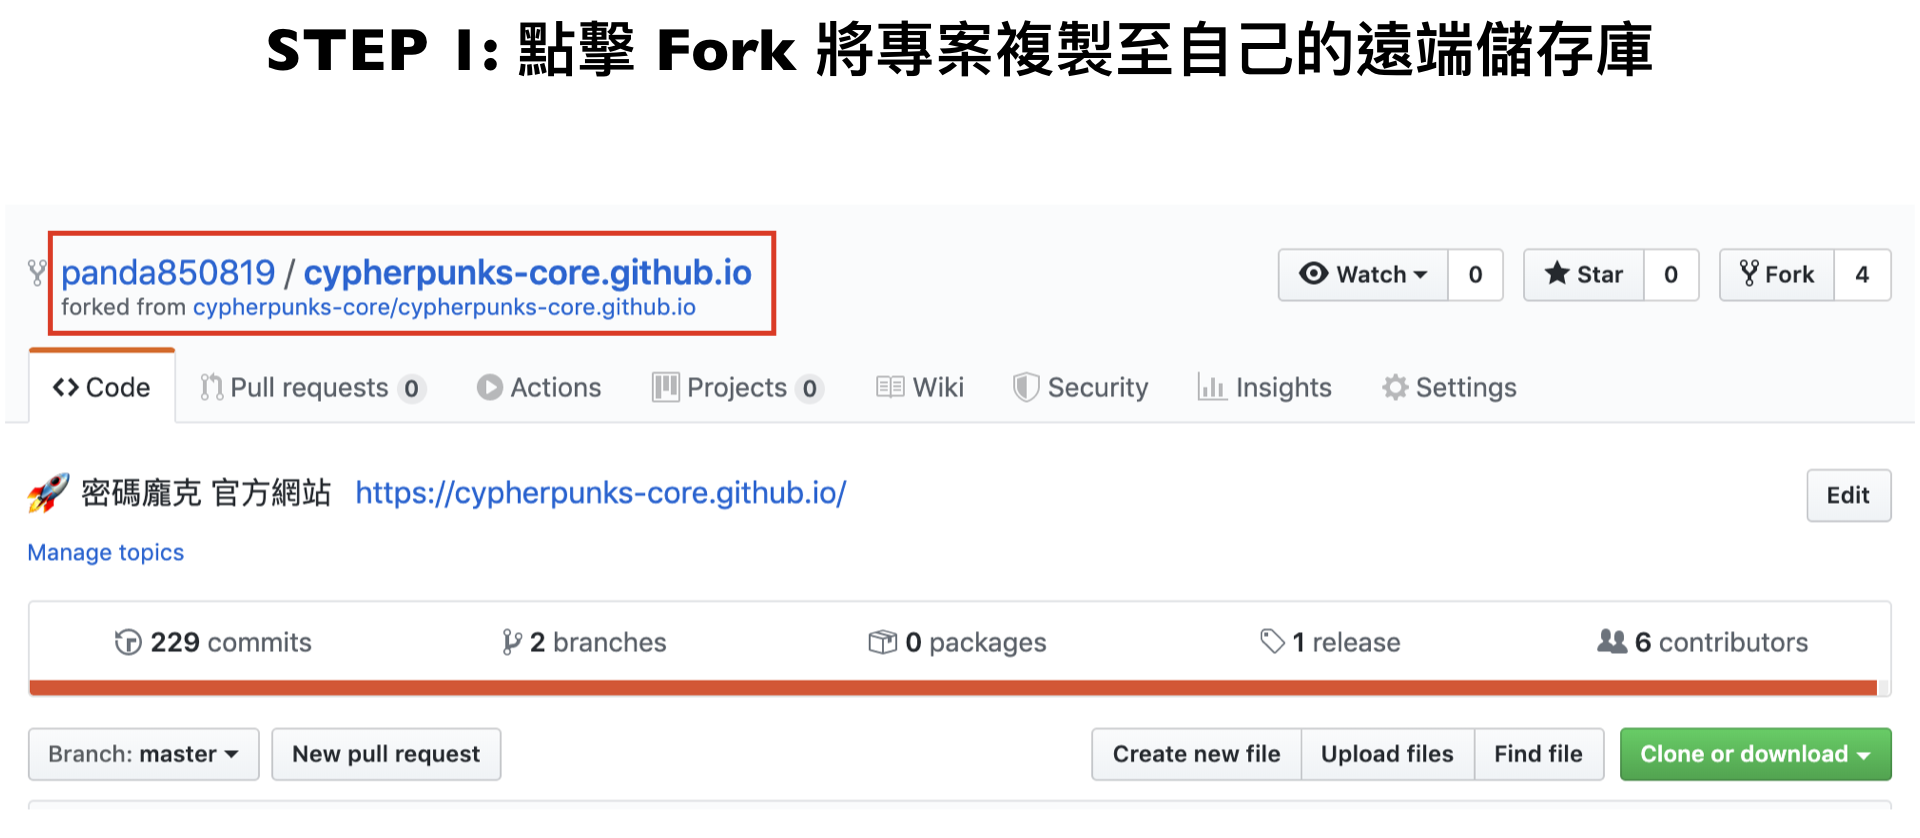 STEP 1: 點擊 Fork 將專案複製至自己的遠端儲存庫
panda850819 / cypherpunks-core.github.io
forked from cypherpunks-core/cypherpunks-core.github.io
Watch 0 Star 0 Fork 4
Code Pull requests 0 Actions Projects 0 Wiki Security Insights Settings
密碼龐克 官方網站 https://cypherpunks-core.github.io/
Edit
Manage topics
229 commits 2 branches 0 packages 1 release 6 contributors
Branch: master New pull request Create new file Upload files Find file Clone or download